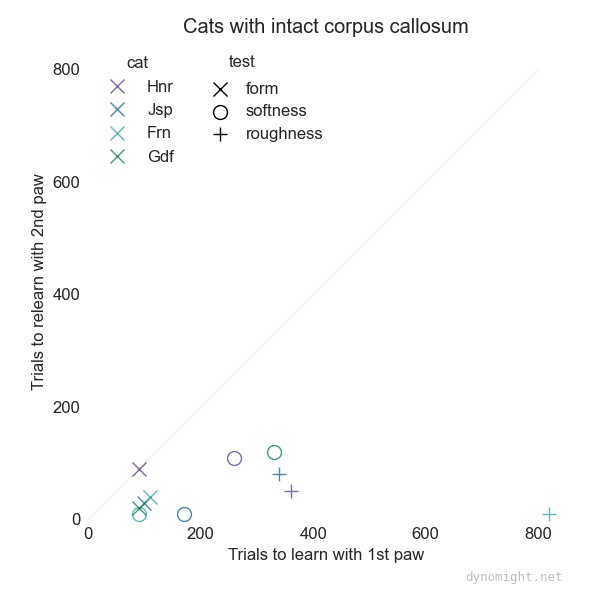 Cats with intact corpus callosum
cat
Hnr
Jsp
Frn
Gdf
test
form
softness
roughness
800
600
400
200
0
Trials to relearn with 2nd paw
0 200 400 600 800
Trials to learn with 1st paw
dynomight.net